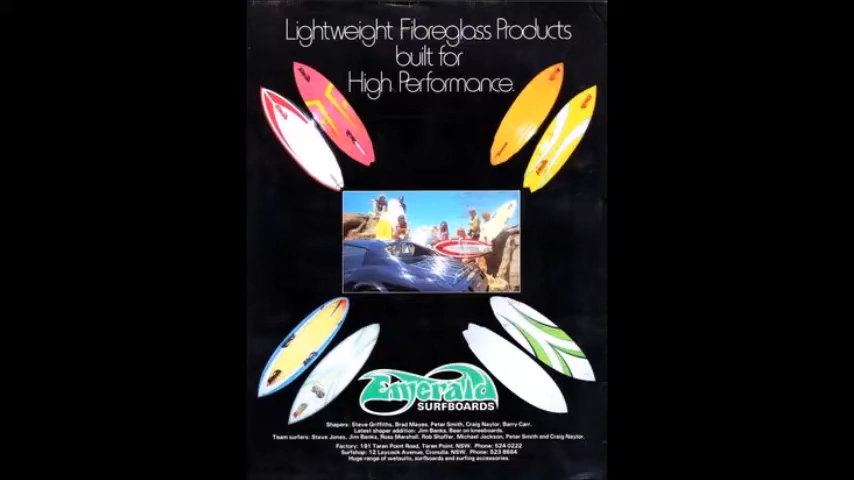 Lightweight Fibreglass Products
built for
High Performance.
Emerald
SURFBOARDS
Shapers: Steve Griffiths, Brad Mayes, Peter Smith, Craig Naylor, Barry Carr.
Latest shaper addition: Jim Banks, Beer on kneeboards.
Team surfers: Steve Jones, Jim Banks, Ross Marshall, Rob Shaffer, Michael Jackson, Peter Smith and Craig Naylor.
Factory: 191 Taren Point Road, Taren Point. NSW. Phone: 524 0222
Surfshop: 12 Laycock Avenue, Cronulla. NSW. Phone: 523 8664
Huge range of wetsuits, surfboards and surfing accessories.